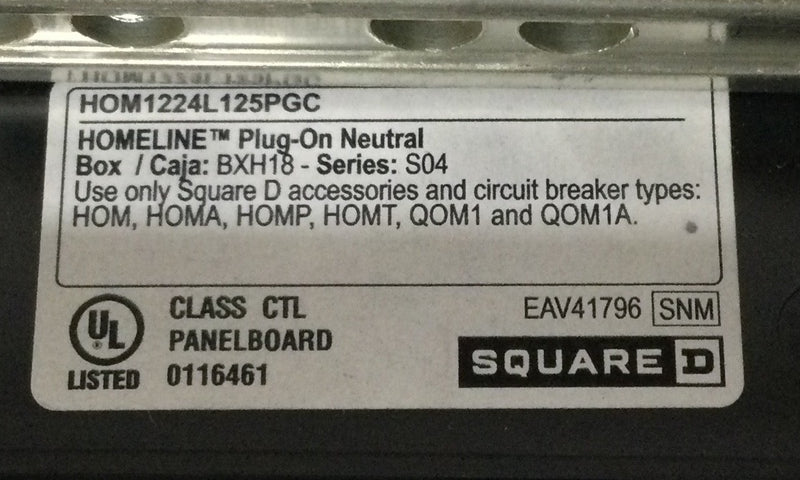 HOM1224L125PGC
HOMELINE™ Plug-On Neutral
Box / Caja: BXH18 - Series: S04
Use only Square D accessories and circuit breaker types:
HOM, HOMA, HOMP, HOMT, QOM1 and QOM1A.
UL
LISTED
CLASS CTL
PANELBOARD
0116461
EAV41796 SNM
SQUARE D